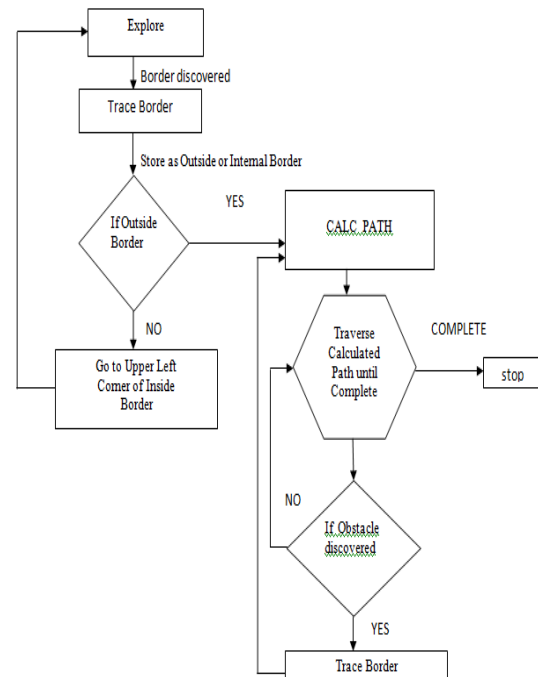 Explore
Border discovered
Trace Border
Store as Outside or Internal Border
If Outside
Border
YES
NO
Go to Upper Left
Corner of Inside
Border
CALC_PATH
Traverse
Calculated
Path until
Complete
COMPLETE
stop
NO
If Obstacle
discovered
YES
Trace Border